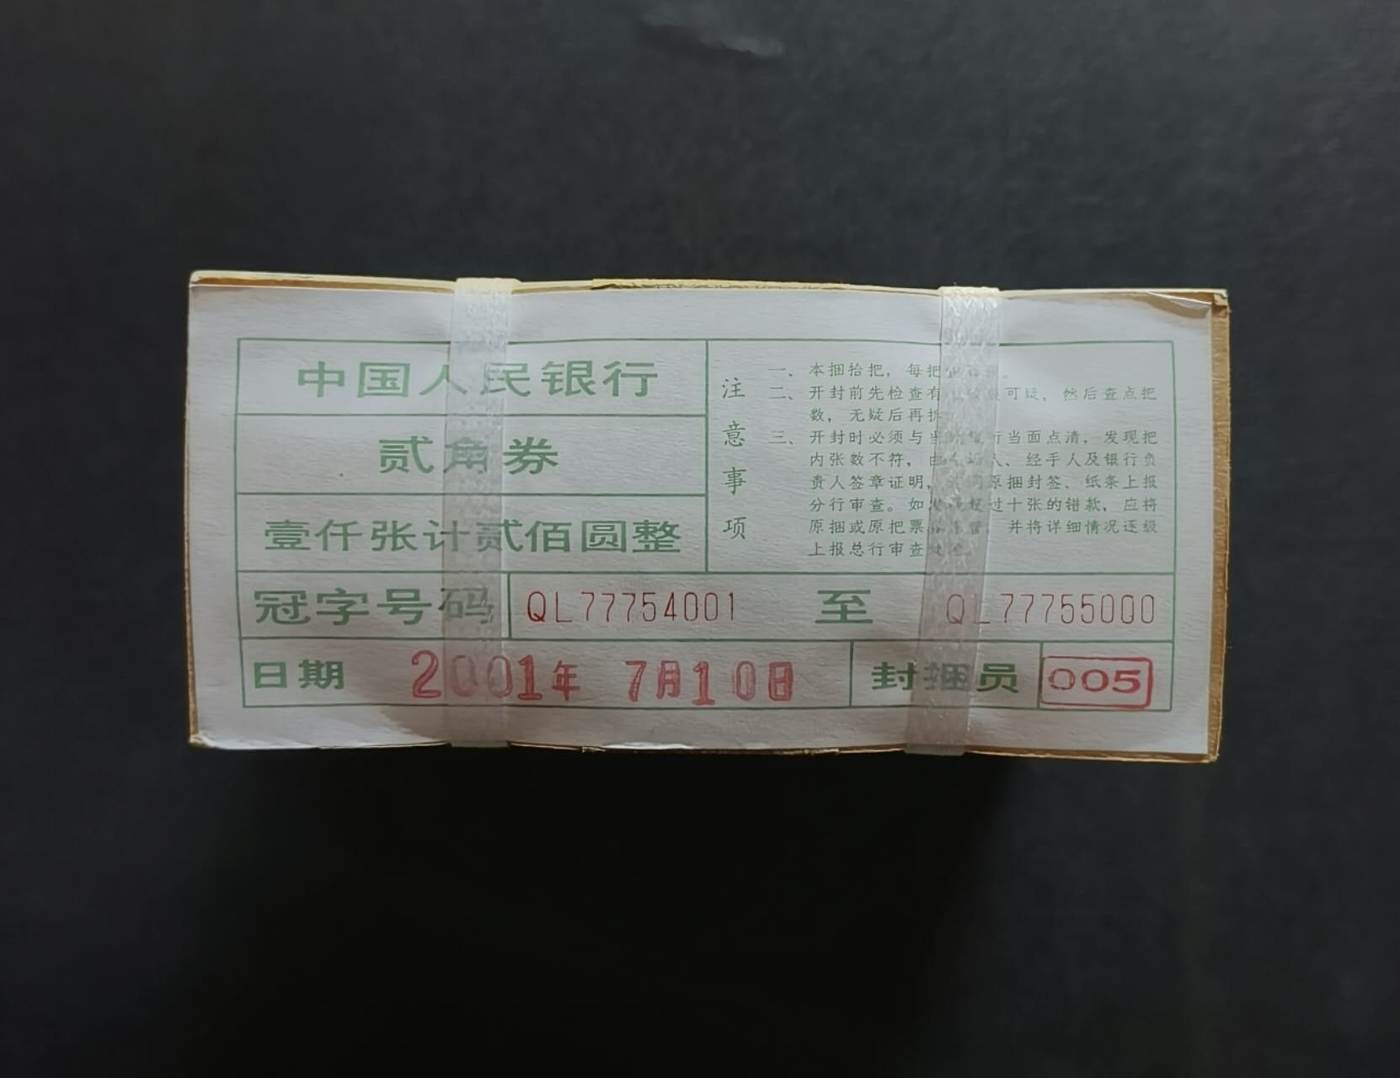 中国人民银行
贰角券
壹仟张计贰佰圆整
注意事项
一、本捆拾把，每把
二、开封前先检查有 可疑，然后查点把
数，无疑后再拆
三、开封时必须与 行当面点清，发现把
内张数不符， 人、经手人及银行负
责人签章证明， 原捆封签、纸条上报
分行审查。如 过十张的错款，应将
原捆或原把票 并将详细情况逐级
上报总行审查
冠字号码 QL77754001 至 QL77755000
日期 2001年 7月10日 封捆员 005